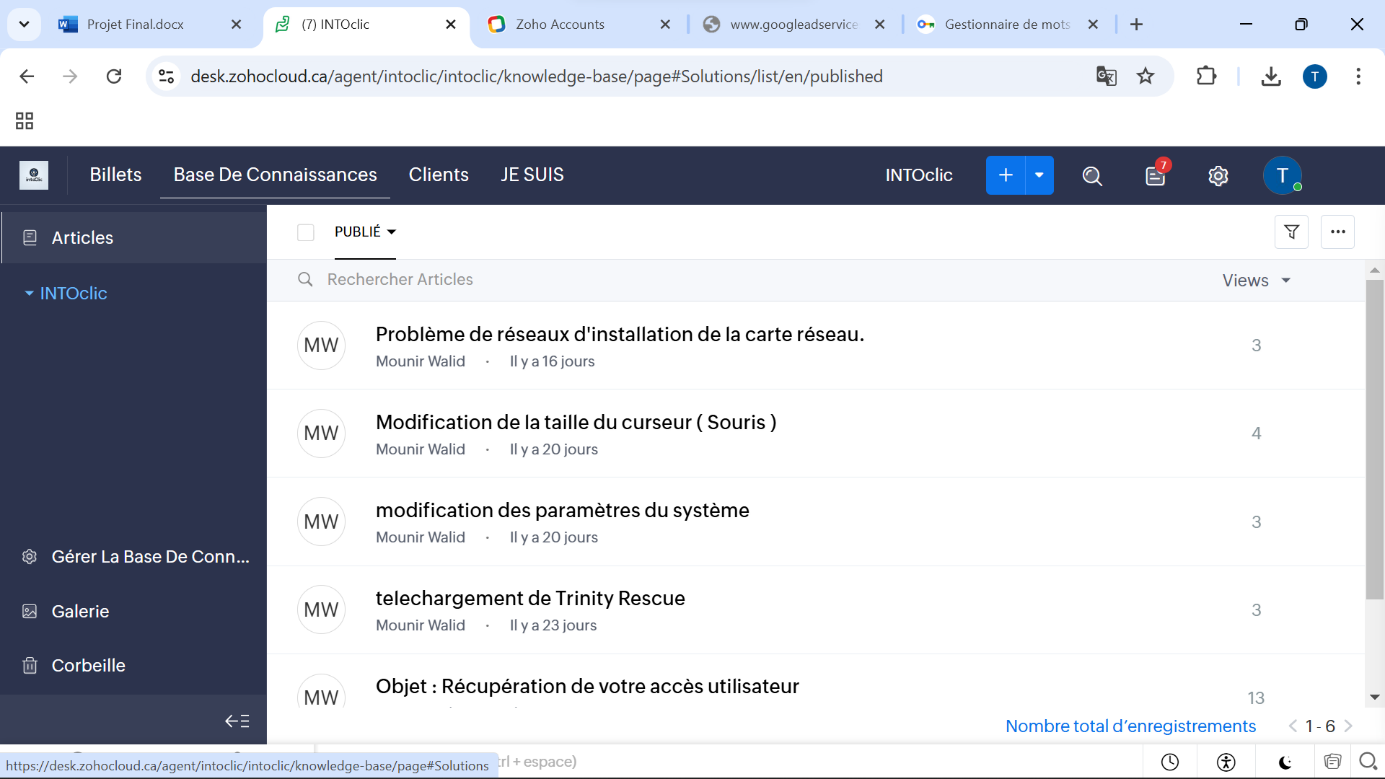 Projet Final.docx
(7) INTOclic
Zoho Accounts
www.googleadservice
Gestionnaire de mots
desk.zohocloud.ca/agent/intoclic/intoclic/knowledge-base/page#Solutions/list/en/published
T
Billets
Base De Connaissances
Clients
JE SUIS
INTOclic
7
T
Articles
INTOclic
Gérer La Base De Conn...
Galerie
Corbeille
PUBLIÉ
Rechercher Articles
Views
MW
Problème de réseaux d'installation de la carte réseau.
Mounir Walid · Il y a 16 jours
3
MW
Modification de la taille du curseur ( Souris )
Mounir Walid · Il y a 20 jours
4
MW
modification des paramètres du système
Mounir Walid · Il y a 20 jours
3
MW
telechargement de Trinity Rescue
Mounir Walid · Il y a 23 jours
3
MW
Objet : Récupération de votre accès utilisateur
13
Nombre total d'enregistrements
1 - 6
https://desk.zohocloud.ca/agent/intoclic/intoclic/knowledge-base/page#Solutions
trl + espace)